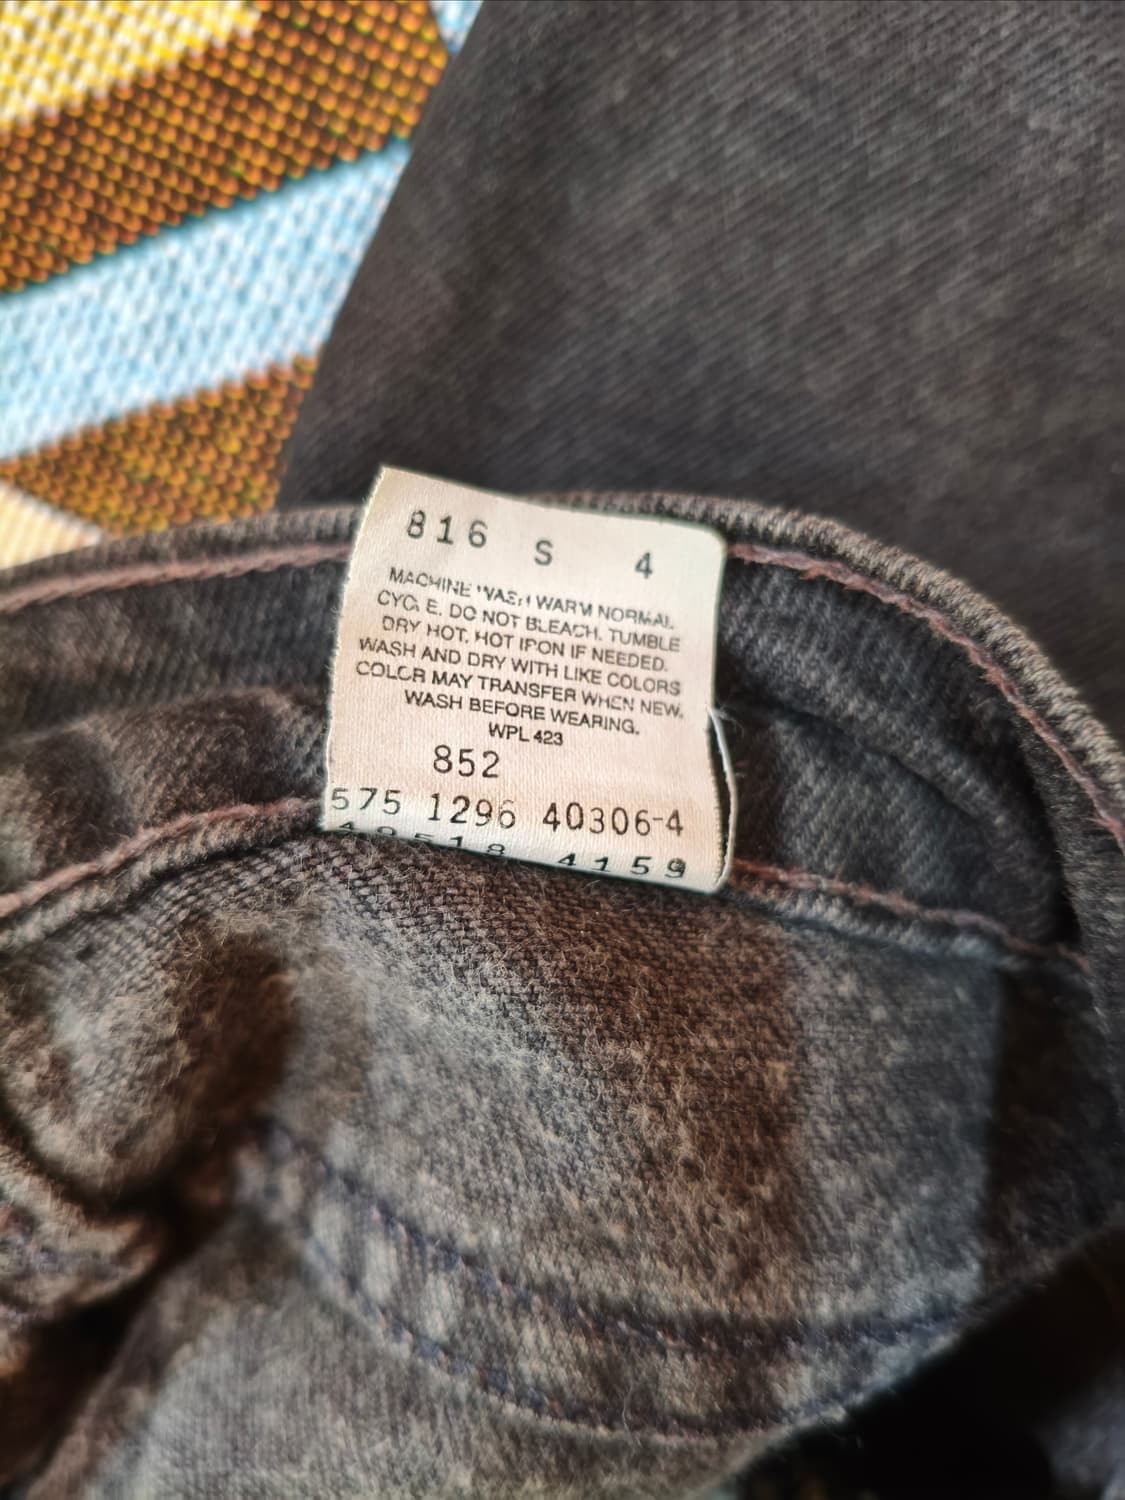 816 S 4
MACHINE WASH WARM NORMAL
CYCLE. DO NOT BLEACH. TUMBLE
DRY HOT. HOT IRON IF NEEDED.
WASH AND DRY WITH LIKE COLORS
COLOR MAY TRANSFER WHEN NEW.
WASH BEFORE WEARING.
WPL 423
852
575 1296 40306-4
40518 4159